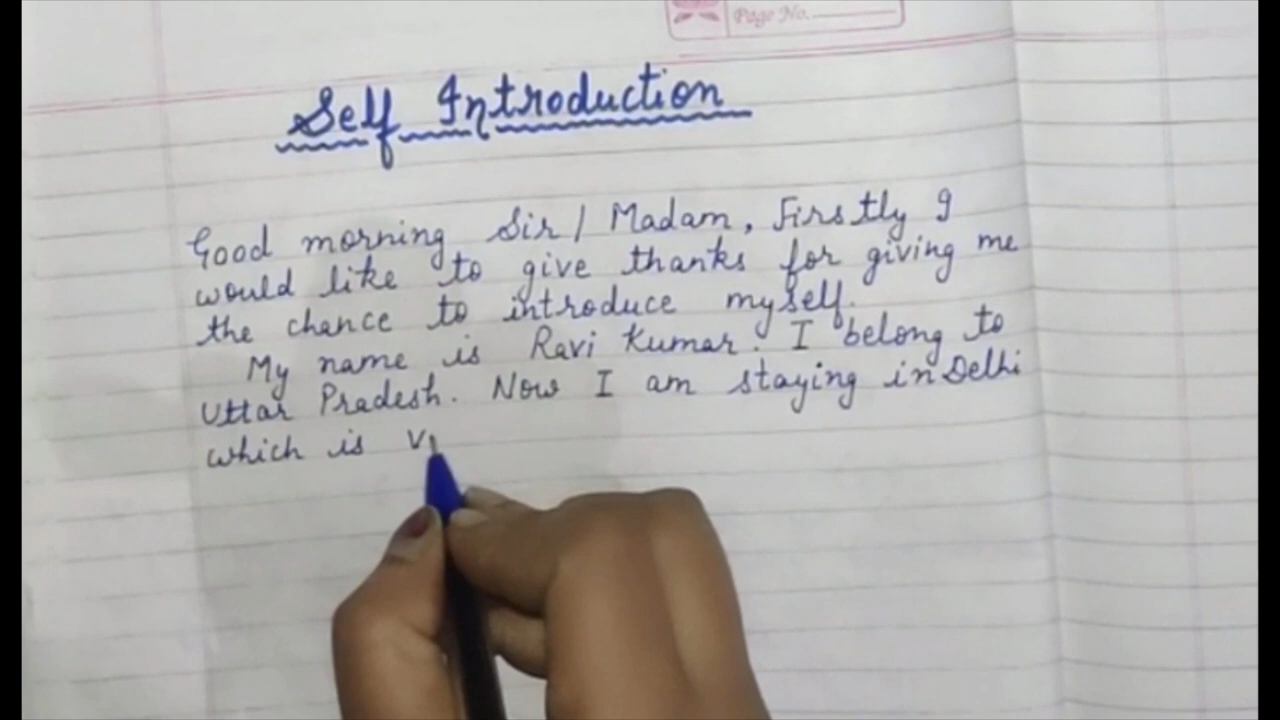 Page No.
Self Introduction
Good morning Sir / Madam, Firstly I
would like to give thanks for giving me
the chance to introduce myself.
My name is Ravi Kumar. I belong to
Uttar Pradesh. Now I am staying in Delhi
which is